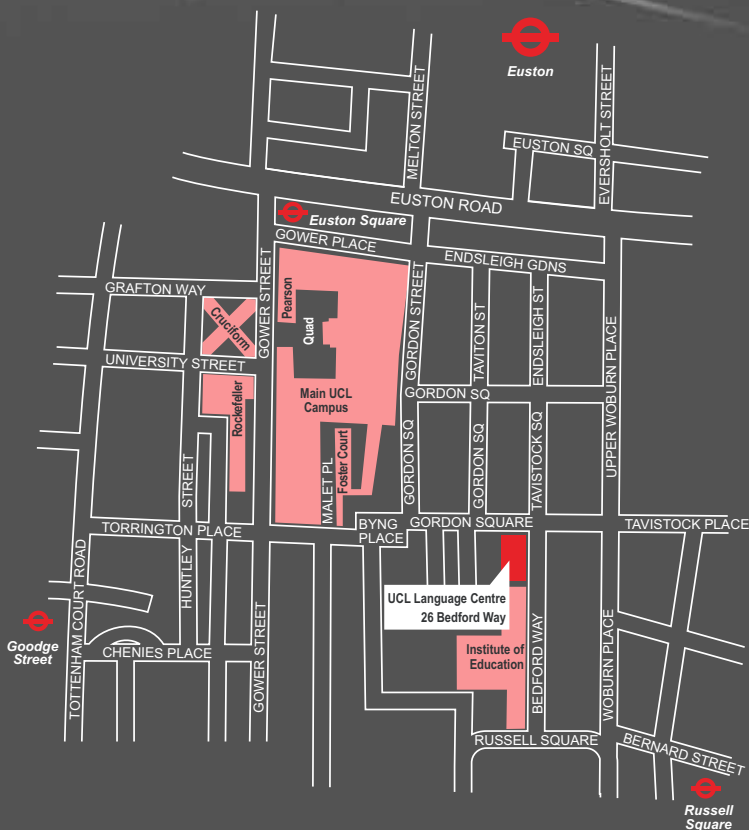 Euston
MELTON STREET
EVERSHOLT STREET
EUSTON SQ
EUSTON ROAD
Euston Square
GOWER PLACE
ENDSLEIGH GDNS
GRAFTON WAY
GOWER STREET
Pearson
Quad
Cruciform
GORDON STREET
TAVITON ST
ENDSLEIGH ST
UPPER WOBURN PLACE
UNIVERSITY STREET
Main UCL
Campus
GORDON SQ
Rockefeller
MALET PL
Foster Court
GORDON SQ
GORDON SQ
TAVISTOCK SQ
STREET
TORRINGTON PLACE
BYNG
PLACE
GORDON SQUARE
TAVISTOCK PLACE
TOTTENHAM COURT ROAD
HUNTLEY
UCL Language Centre
26 Bedford Way
Goodge
Street
CHENIES PLACE
GOWER STREET
Institute of
Education
BEDFORD WAY
WOBURN PLACE
RUSSELL SQUARE
BERNARD STREET
Russell
Square